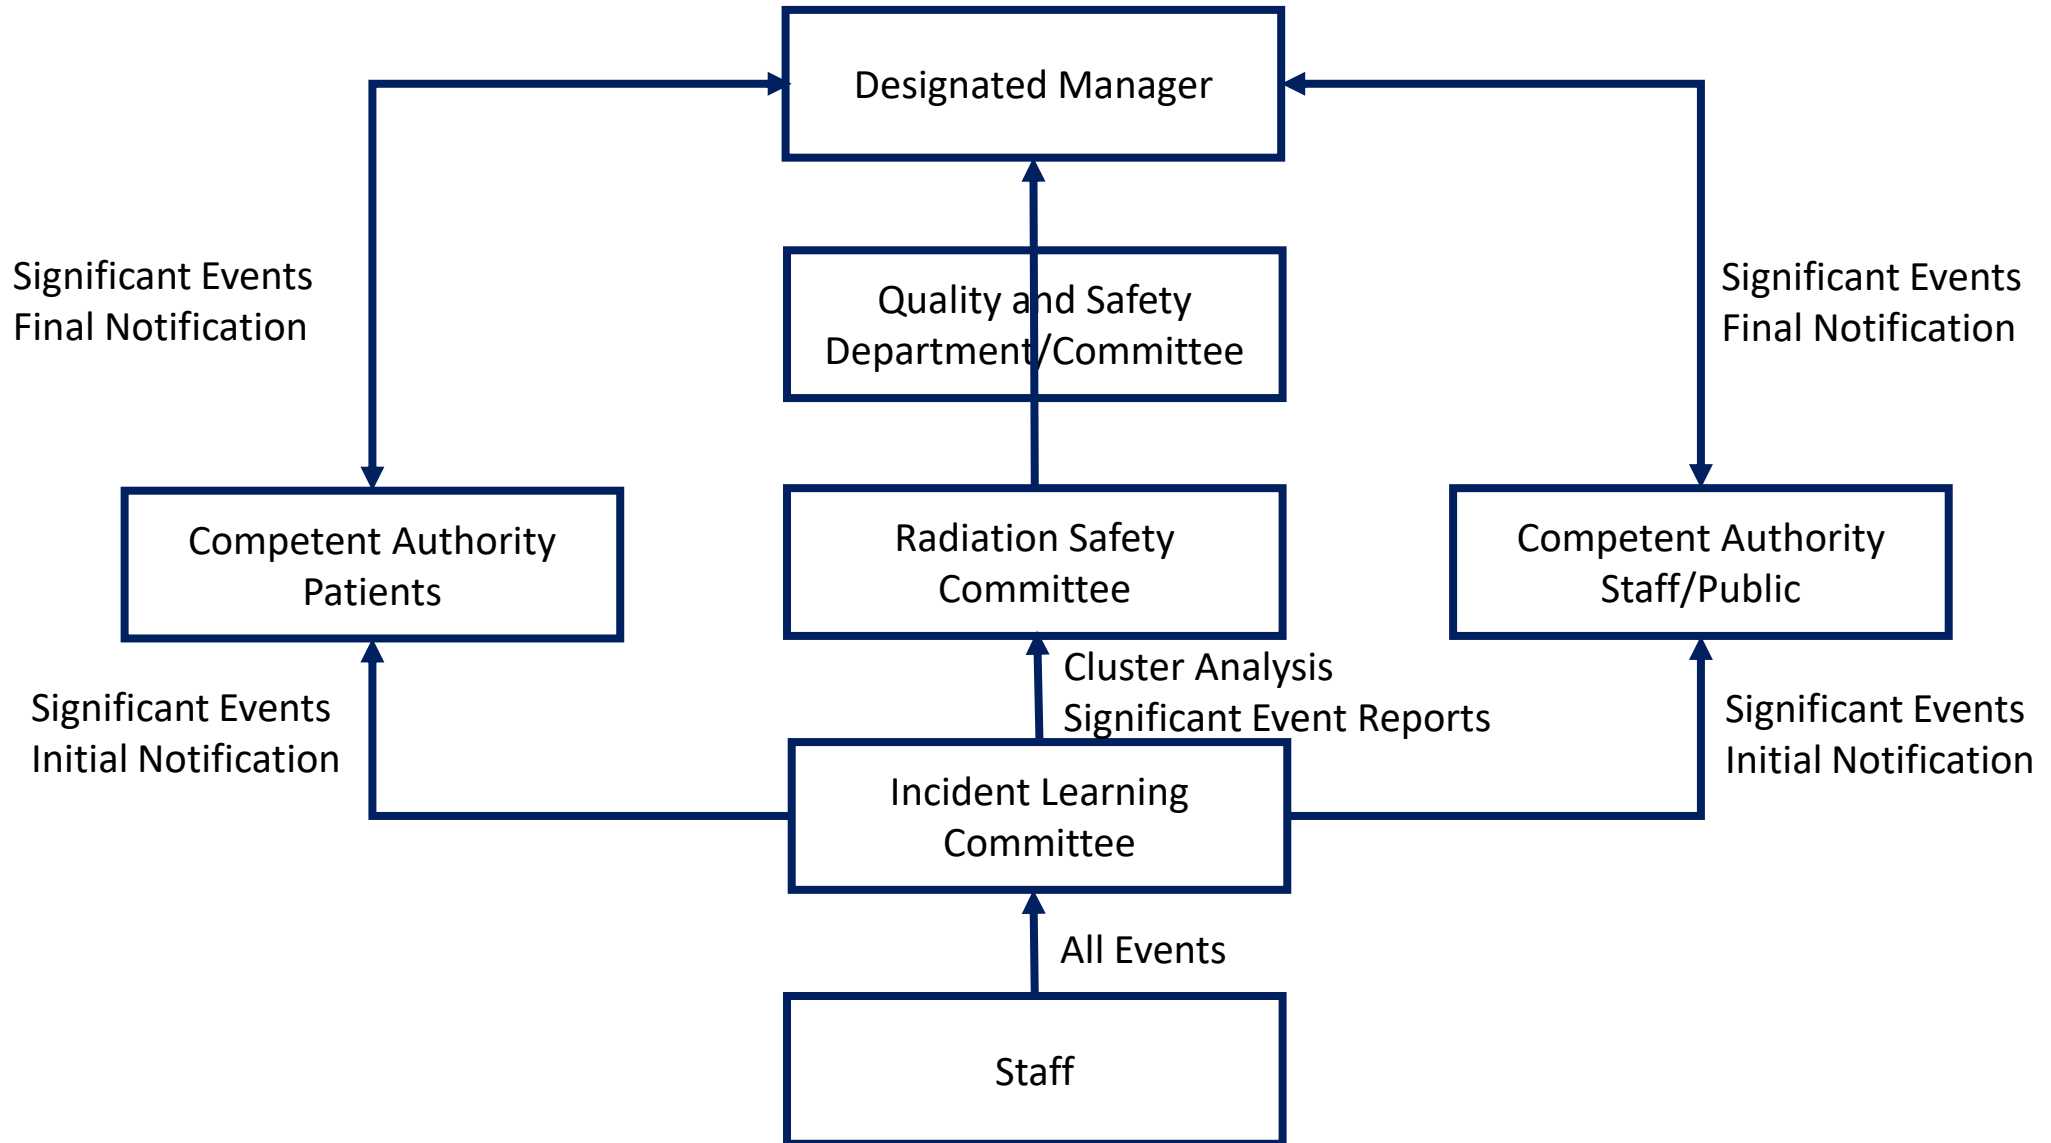 Designated Manager
Significant Events
Final Notification
Quality and Safety
Department/Committee
Significant Events
Final Notification
Competent Authority
Patients
Radiation Safety
Committee
Competent Authority
Staff/Public
Cluster Analysis
Significant Event Reports
Significant Events
Initial Notification
Significant Events
Initial Notification
Incident Learning
Committee
All Events
Staff